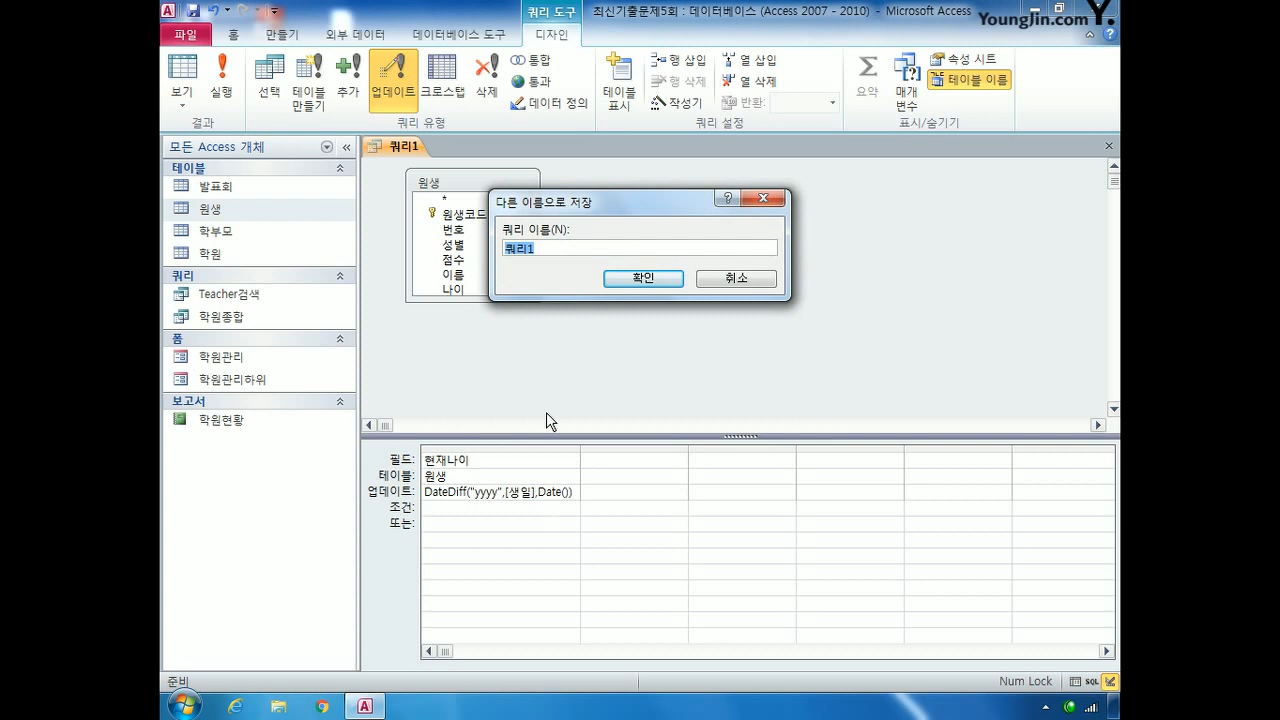 쿼리 도구
최신기출문제5회 : 데이터베이스 (Access 2007 - 2010) - Microsoft Access
YoungJin.com Y.
파일 홈 만들기 외부 데이터 데이터베이스 도구 디자인
보기 실행 선택 테이블 만들기 추가 업데이트 크로스탭 삭제
통합
통과
데이터 정의
테이블 표시
행 삽입
행 삭제
작성기
열 삽입
열 삭제
반환:
요약
매개 변수
속성 시트
테이블 이름
결과 쿼리 유형 쿼리 설정 표시/숨기기
모든 Access 개체
쿼리1
테이블
발표회
원생
학부모
학원
쿼리
Teacher검색
학원종합
폼
학원관리
학원관리하위
보고서
학원현황
원생
*
원생코드
번호
성별
점수
이름
나이
다른 이름으로 저장
쿼리 이름(N):
쿼리1
확인 취소
필드: 현재나이
테이블: 원생
업데이트: DateDiff("yyyy",[생일],Date())
조건:
또는:
준비
Num Lock
SQL